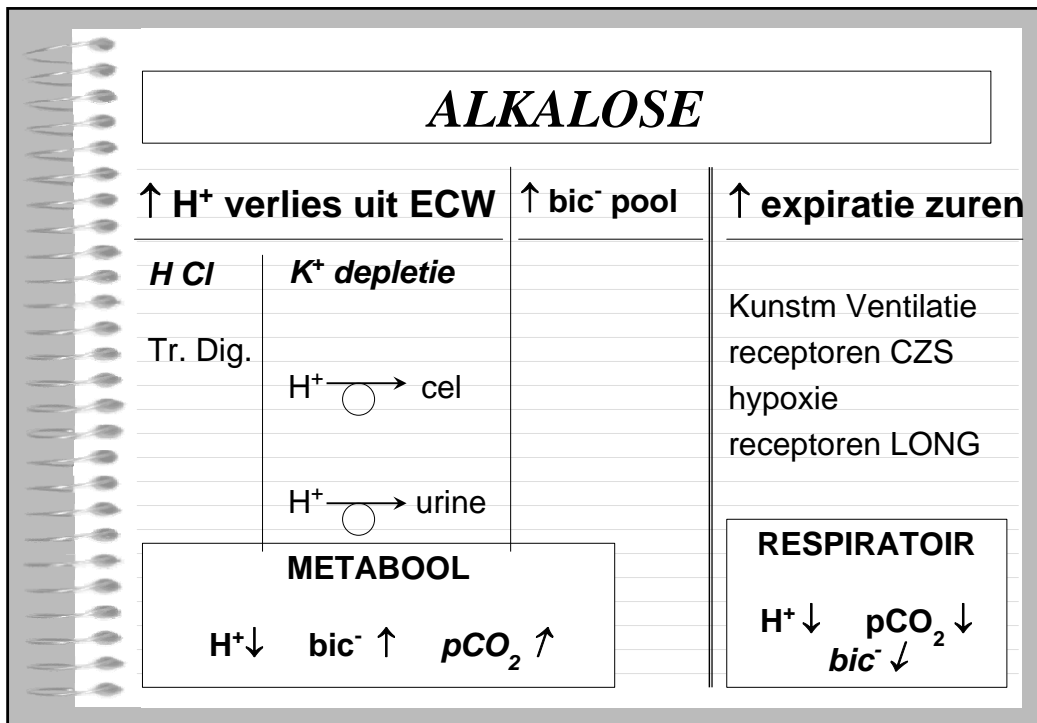 ALKALOSE
↑ H⁺ verlies uit ECW
↑ bic⁻ pool
↑ expiratie zuren
H Cl
K⁺ depletie
Tr. Dig.
H⁺ → cel
H⁺ → urine
Kunstm Ventilatie
receptoren CZS
hypoxie
receptoren LONG
METABOOL
H⁺↓ bic⁻ ↑ pCO₂ ↑
RESPIRATOIR
H⁺ ↓ pCO₂ ↓
bic⁻ ↓